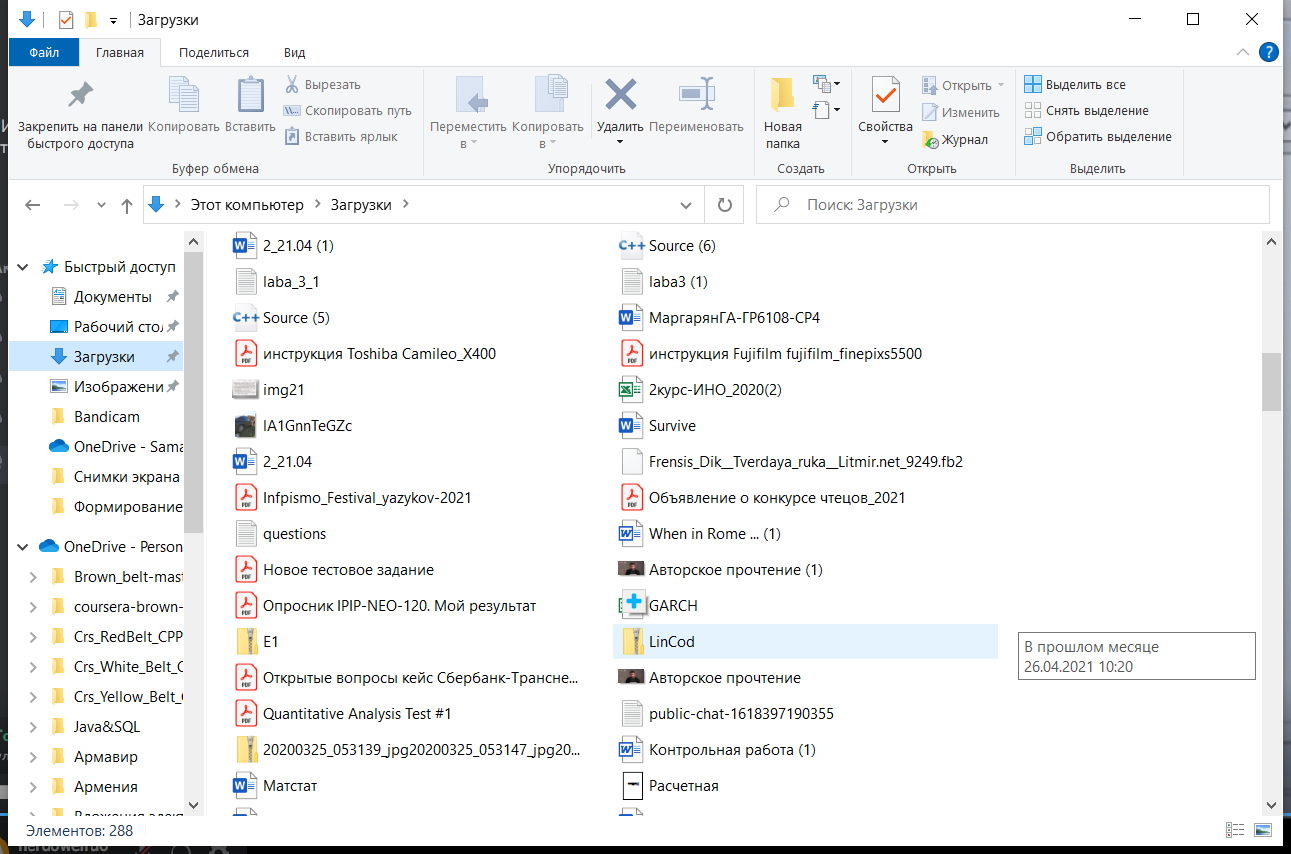 Загрузки
Файл
Главная
Поделиться
Вид
Закрепить на панели быстрого доступа
Копировать
Вставить
Вырезать
Скопировать путь
Вставить ярлык
Буфер обмена
Переместить в
Копировать в
Удалить
Переименовать
Упорядочить
Новая папка
Создать
Свойства
Открыть
Изменить
Журнал
Открыть
Выделить все
Снять выделение
Обратить выделение
Выделить
Этот компьютер > Загрузки >
Поиск: Загрузки
Быстрый доступ
Документы
Рабочий стол
Загрузки
Изображени
Bandicam
OneDrive - Sama
Снимки экрана
Формирование
OneDrive - Person
Brown_belt-mast
coursera-brown-
Crs_RedBelt_CPP
Crs_White_Belt_C
Crs_Yellow_Belt_
Java&SQL
Армавир
Армения
2_21.04 (1)
laba_3_1
Source (5)
инструкция Toshiba Camileo_X400
img21
IA1GnnTeGZc
2_21.04
Infpismo_Festival_yazykov-2021
questions
Новое тестовое задание
Опросник IPIP-NEO-120. Мой результат
E1
Открытые вопросы кейс Сбербанк-Трансне...
Quantitative Analysis Test #1
20200325_053139_jpg20200325_053147_jpg20...
Матстат
Source (6)
laba3 (1)
МаргарянГА-ГР6108-СР4
инструкция Fujifilm fujifilm_finepixs5500
2курс-ИНО_2020(2)
Survive
Frensis_Dik__Tverdaya_ruka__Litmir.net_9249.fb2
Объявление о конкурсе чтецов_2021
When in Rome ... (1)
Авторское прочтение (1)
GARCH
LinCod
Авторское прочтение
public-chat-1618397190355
Контрольная работа (1)
Расчетная
В прошлом месяце
26.04.2021 10:20
Элементов: 288